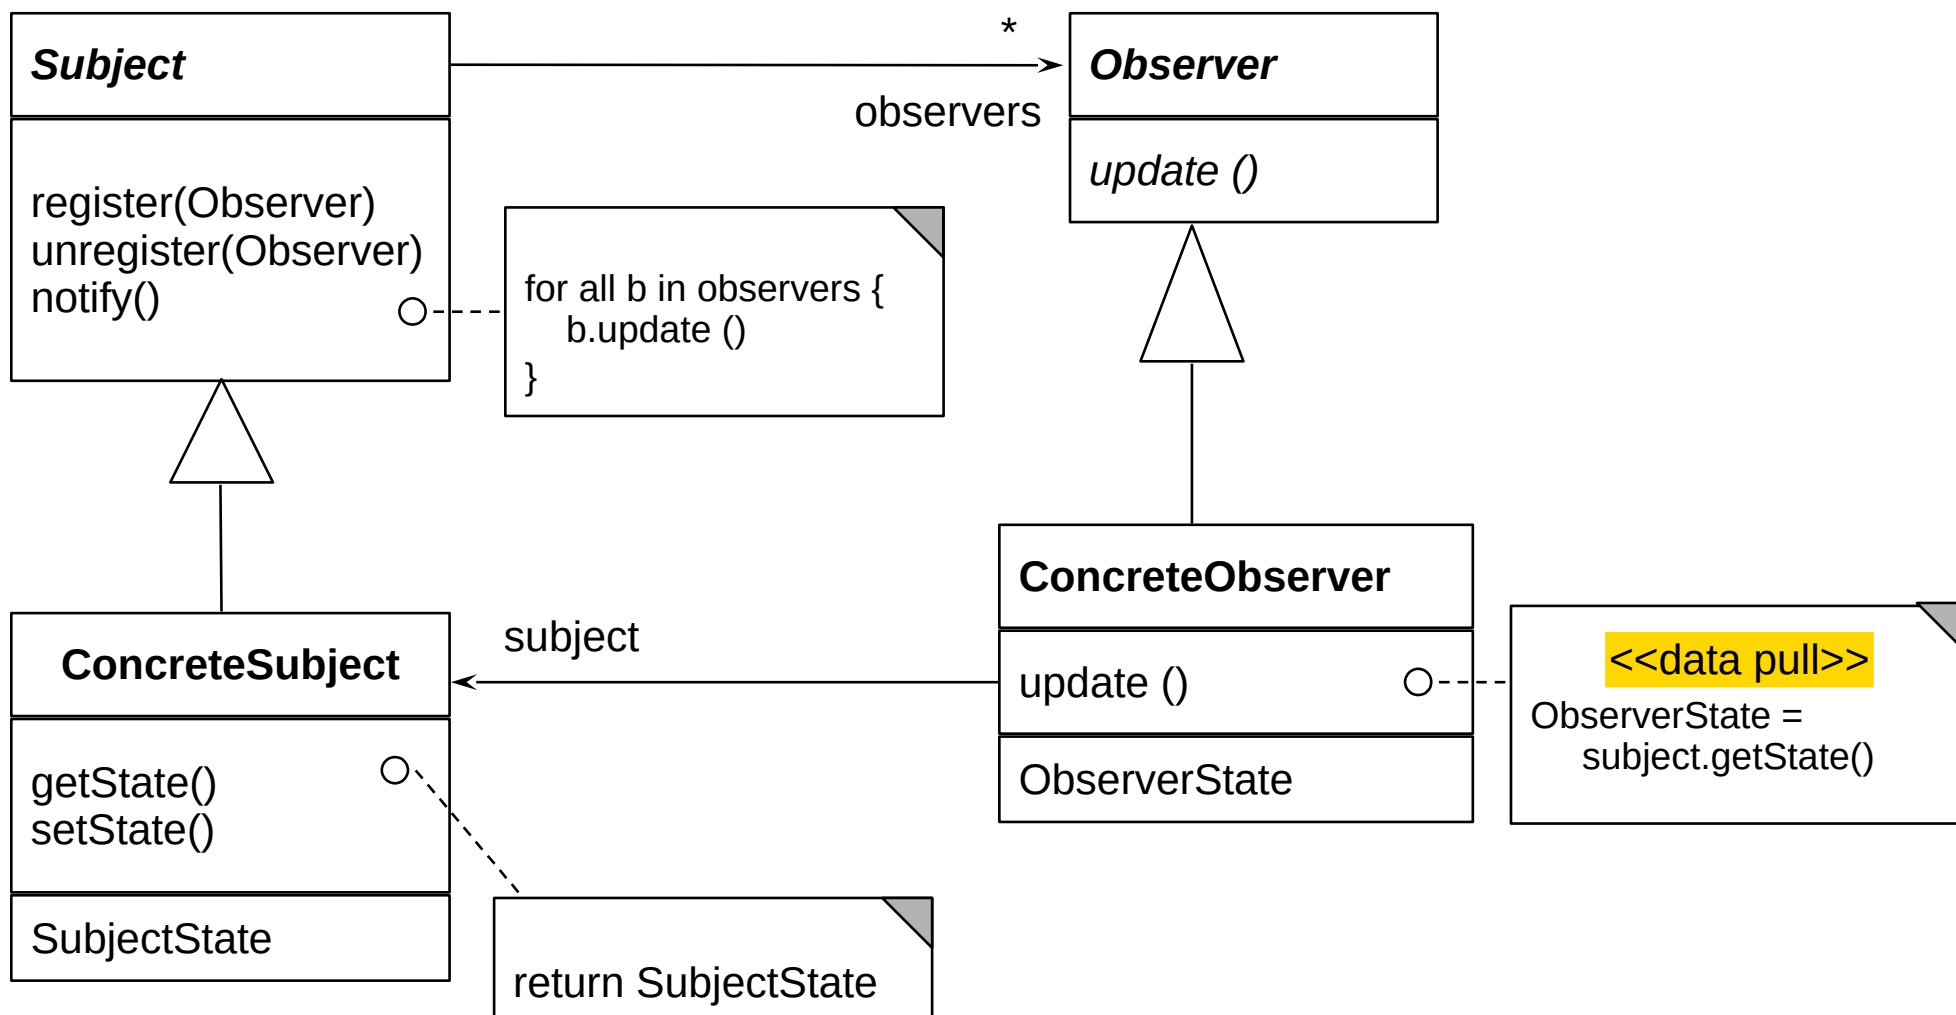 Subject
register(Observer)
unregister(Observer)
notify()
*
observers
Observer
update ()
for all b in observers {
b.update ()
}
ConcreteSubject
getState()
setState()
SubjectState
subject
ConcreteObserver
update ()
ObserverState
<<data pull>>
ObserverState =
subject.getState()
return SubjectState